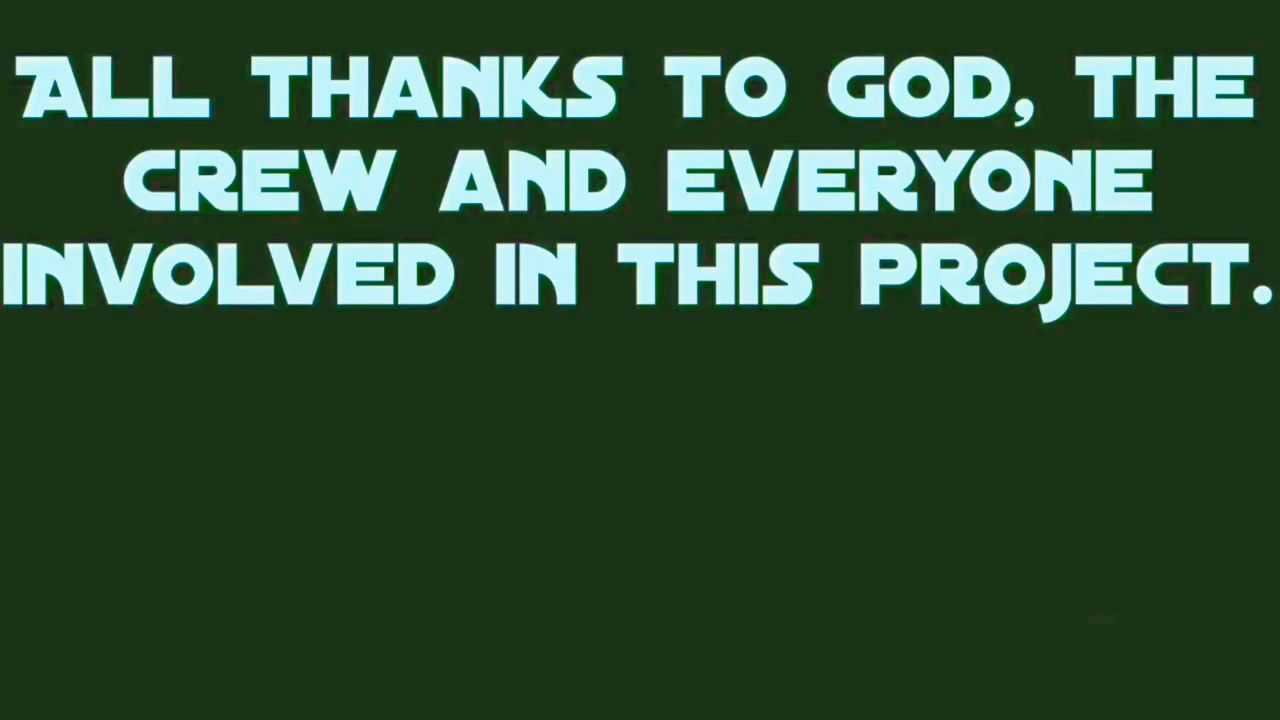 ALL THANKS TO GOD, THE
CREW AND EVERYONE
INVOLVED IN THIS PROJECT.